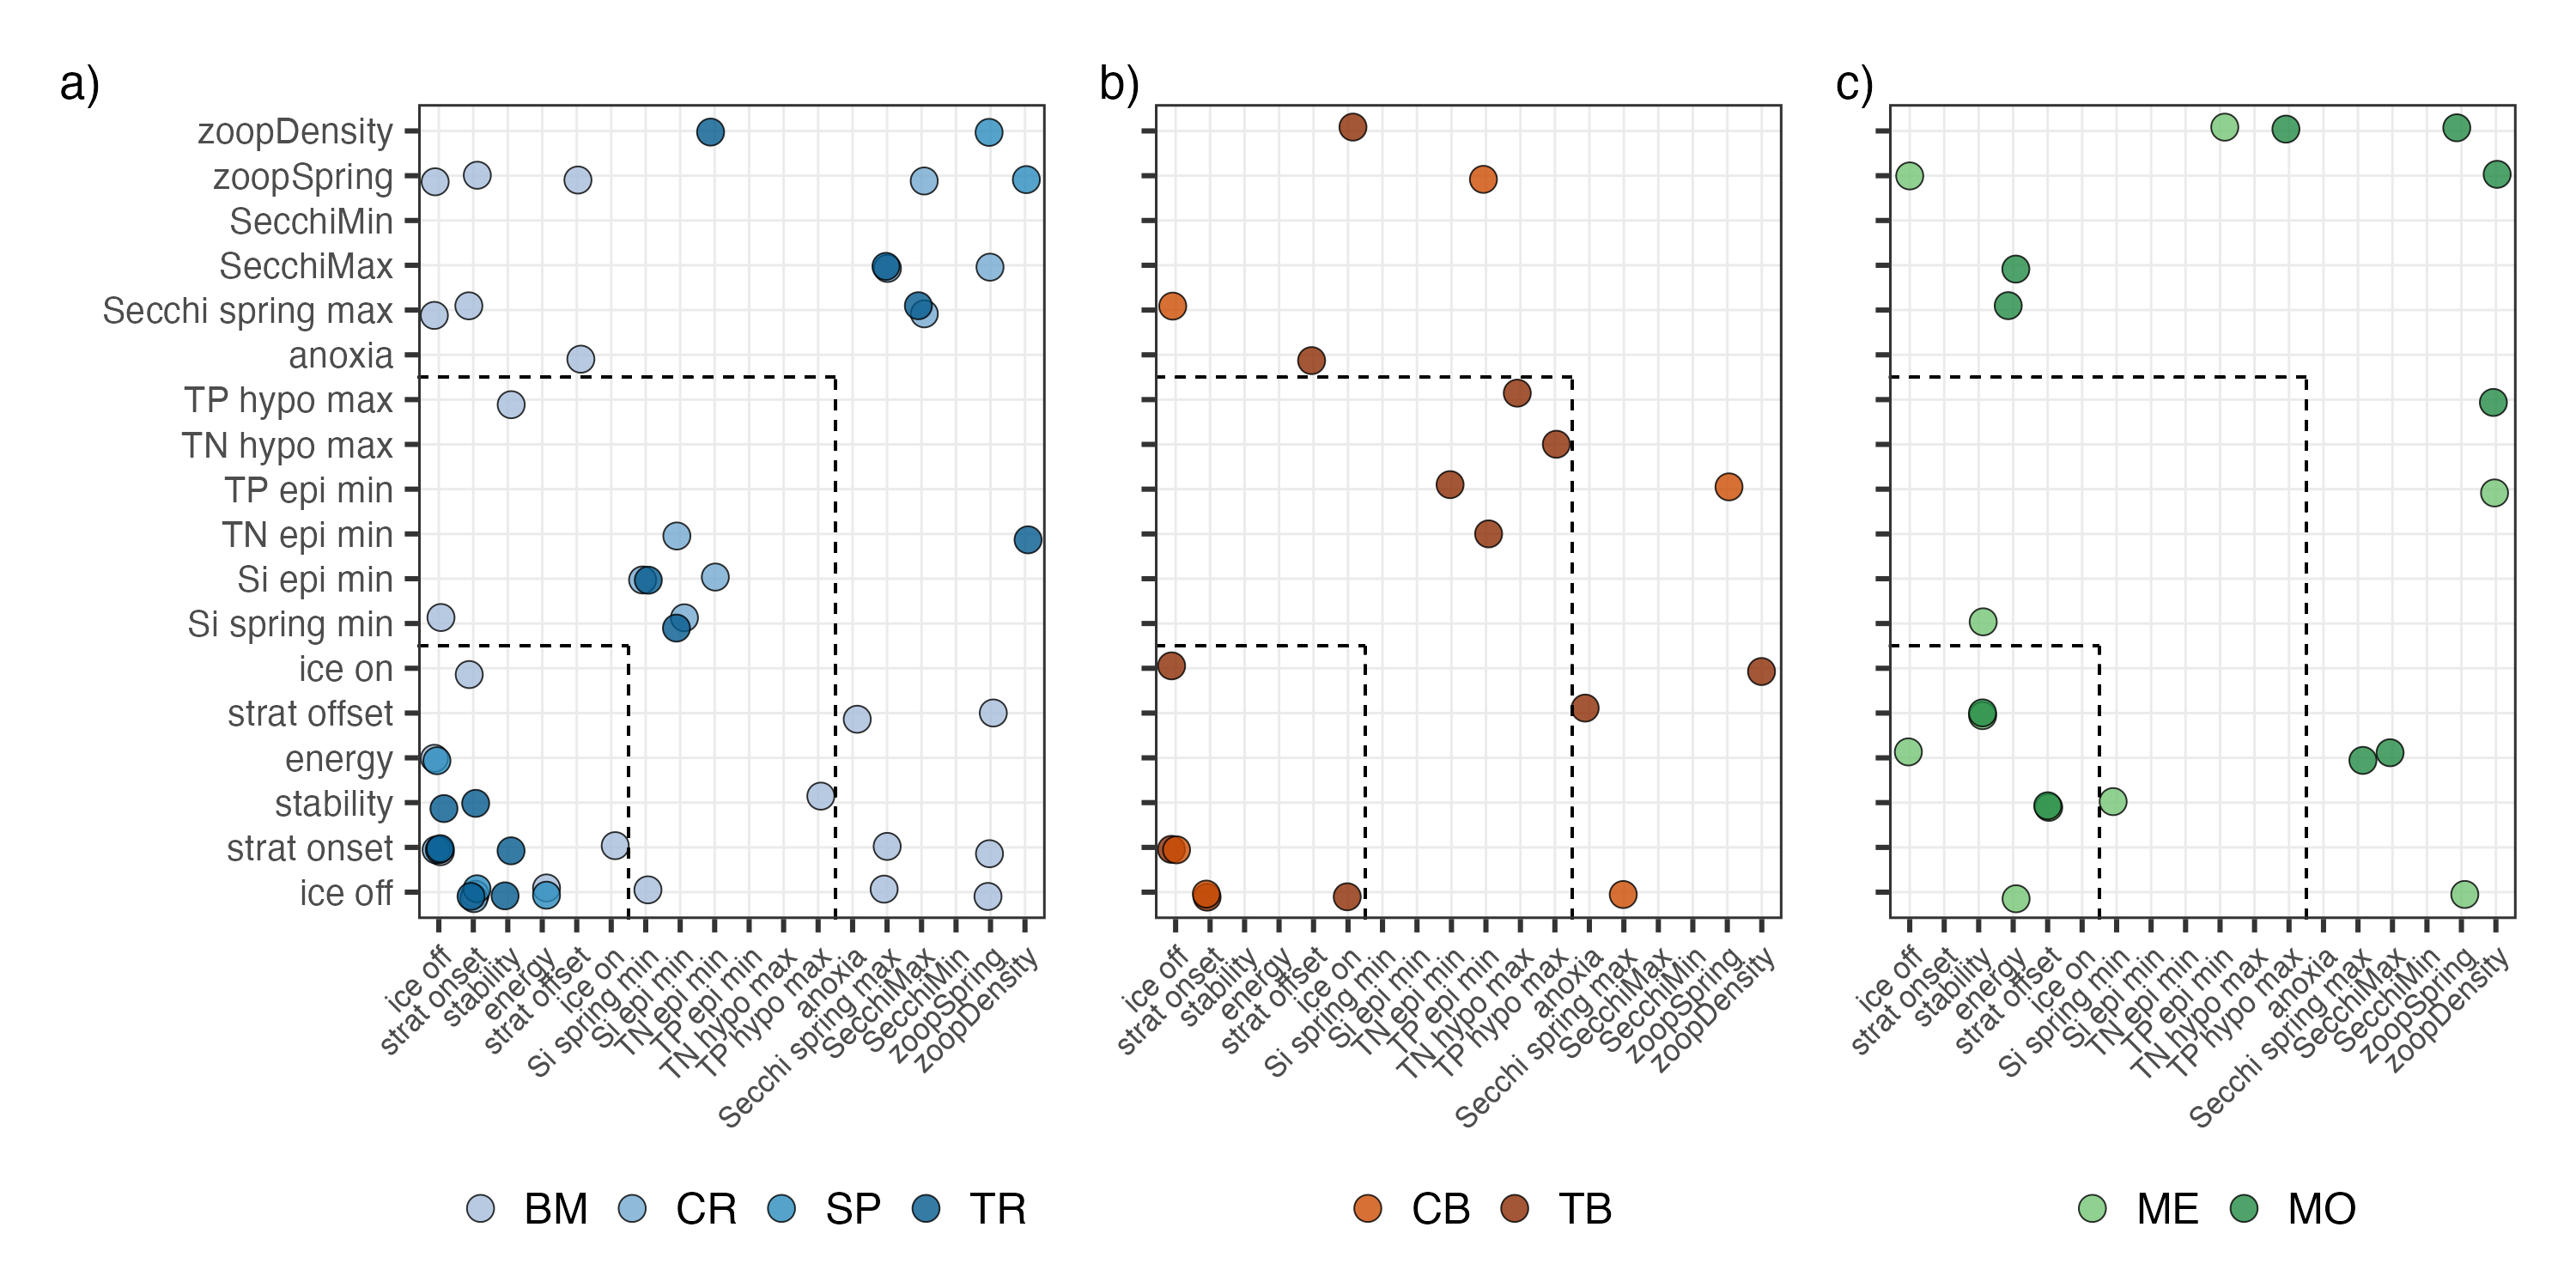 a) b) c)
zoopDensity
zoopSpring
SecchiMin
SecchiMax
Secchi spring max
anoxia
TP hypo max
TN hypo max
TP epi min
TN epi min
Si epi min
Si spring min
ice on
strat offset
energy
stability
strat onset
ice off
ice off
strat onset
stability
energy
strat offset
ice on
Si spring min
Si epi min
TN epi min
TP epi min
TN hypo max
TP hypo max
anoxia
Secchi spring max
SecchiMax
SecchiMin
zoopSpring
zoopDensity
ice off
strat onset
stability
energy
strat offset
ice on
Si spring min
Si epi min
TN epi min
TP epi min
TN hypo max
TP hypo max
anoxia
Secchi spring max
SecchiMax
SecchiMin
zoopSpring
zoopDensity
ice off
strat onset
stability
energy
strat offset
ice on
Si spring min
Si epi min
TN epi min
TP epi min
TN hypo max
TP hypo max
anoxia
Secchi spring max
SecchiMax
SecchiMin
zoopSpring
zoopDensity
BM CR SP TR
CB TB
ME MO